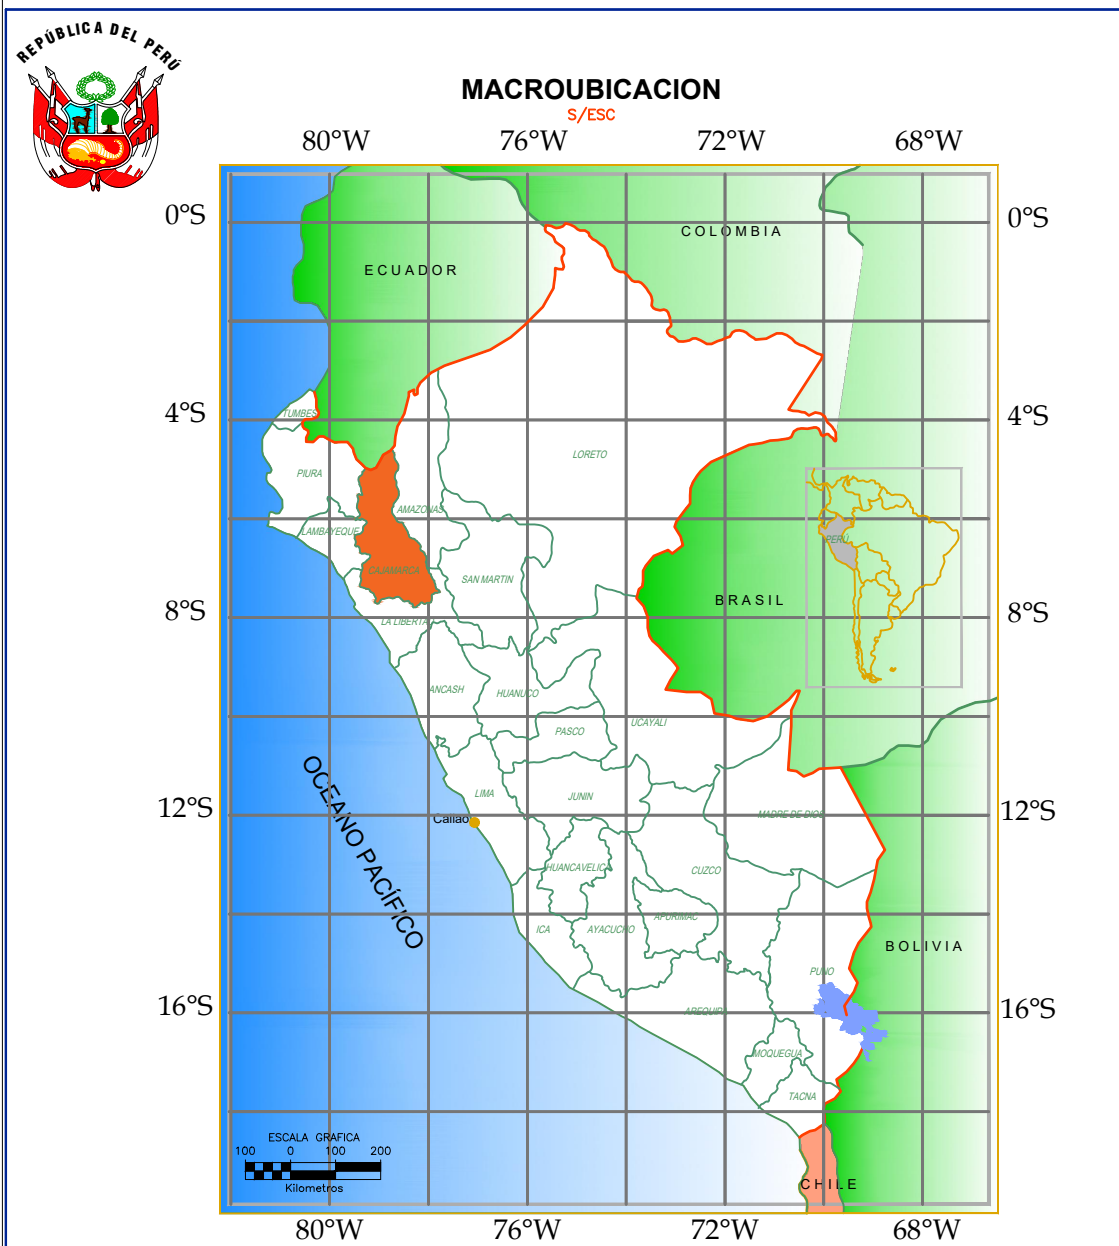 REPÚBLICA DEL PERÚ
MACROUBICACION
S/ESC
80°W 76°W 72°W 68°W
0°S 0°S
COLOMBIA
ECUADOR
4°S 4°S
TUMBES
LORETO
PIURA
AMAZONAS
LAMBAYEQUE
PERÚ
CAJAMARCA
SAN MARTIN
BRASIL
8°S 8°S
LA LIBERTA
ANCASH
HUANUCO
UCAYALI
PASCO
OCEANO PACÍFICO
LIMA
JUNIN
12°S 12°S
MADRE DE DIOS
Callao
HUANCAVELICA
CUZCO
APURIMAC
ICA
AYACUCHO
BOLIVIA
PUNO
16°S 16°S
AREQUIPA
MOQUEGUA
TACNA
ESCALA GRAFICA
100 0 100 200
Kilometros
CHILE
80°W 76°W 72°W 68°W